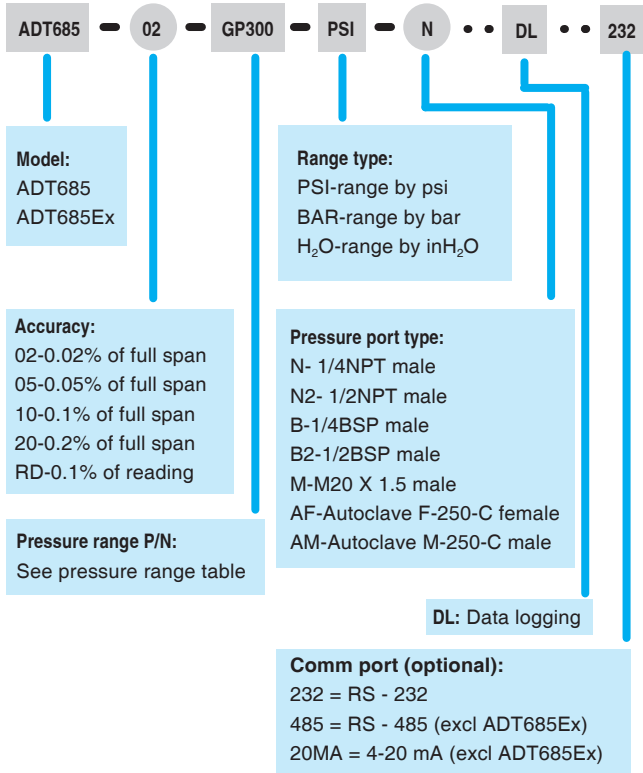 ADT685 - 02 - GP300 - PSI - N • • DL • • 232
Model:
ADT685
ADT685Ex
Range type:
PSI-range by psi
BAR-range by bar
H₂O-range by inH₂O
Accuracy:
02-0.02% of full span
05-0.05% of full span
10-0.1% of full span
20-0.2% of full span
RD-0.1% of reading
Pressure port type:
N- 1/4NPT male
N2- 1/2NPT male
B-1/4BSP male
B2-1/2BSP male
M-M20 X 1.5 male
AF-Autoclave F-250-C female
AM-Autoclave M-250-C male
Pressure range P/N:
See pressure range table
DL: Data logging
Comm port (optional):
232 = RS - 232
485 = RS - 485 (excl ADT685Ex)
20MA = 4-20 mA (excl ADT685Ex)